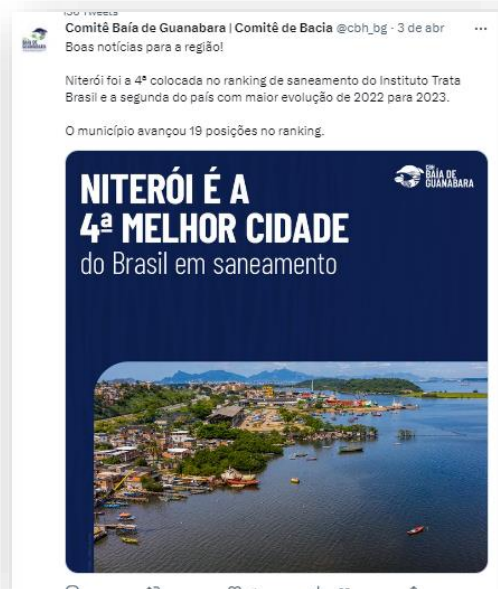 Comitê Baía de Guanabara | Comitê de Bacia @cbh_bg · 3 de abr
Boas notícias para a região!
Niterói foi a 4ª colocada no ranking de saneamento do Instituto Trata
Brasil e a segunda do país com maior evolução de 2022 para 2023.
O município avançou 19 posições no ranking.
NITERÓI É A
4ª MELHOR CIDADE
do Brasil em saneamento
BAÍA DE
GUANABARA